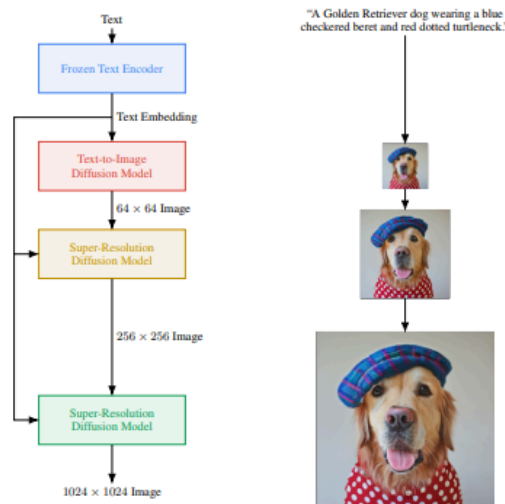 Text
Frozen Text Encoder
Text Embedding
Text-to-Image
Diffusion Model
64 × 64 Image
Super-Resolution
Diffusion Model
256 × 256 Image
Super-Resolution
Diffusion Model
1024 × 1024 Image
“A Golden Retriever dog wearing a blue
checkered beret and red dotted turtleneck.”